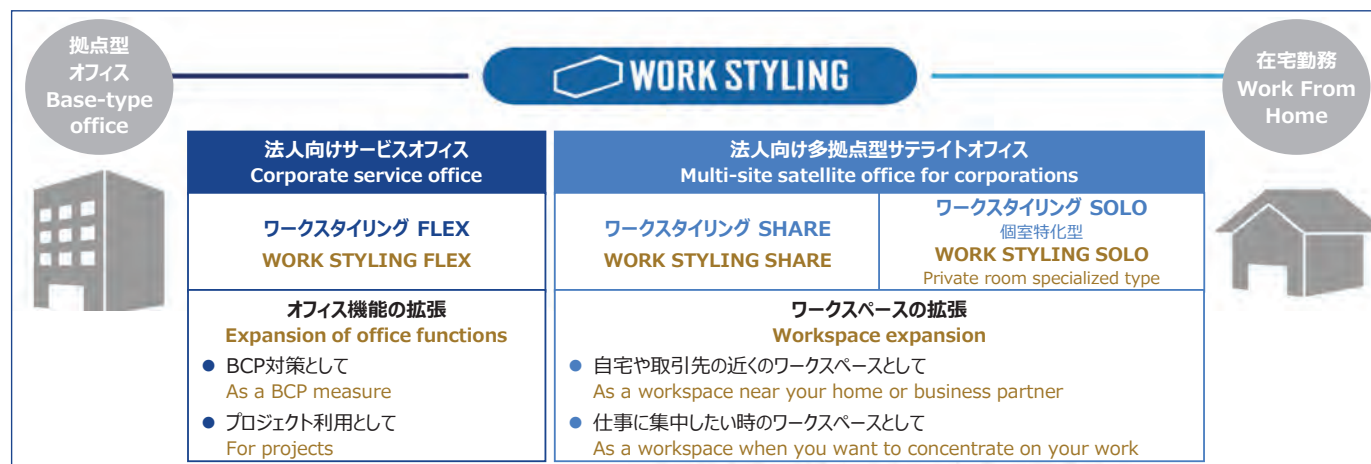 拠点型
オフィス
Base-type
office
WORK STYLING
在宅勤務
Work From
Home
法人向けサービスオフィス
Corporate service office
法人向け多拠点型サテライトオフィス
Multi-site satellite office for corporations
ワークスタイリング FLEX
WORK STYLING FLEX
ワークスタイリング SHARE
WORK STYLING SHARE
ワークスタイリング SOLO
個室特化型
WORK STYLING SOLO
Private room specialized type
オフィス機能の拡張
Expansion of office functions
● BCP対策として
As a BCP measure
● プロジェクト利用として
For projects
ワークスペースの拡張
Workspace expansion
● 自宅や取引先の近くのワークスペースとして
As a workspace near your home or business partner
● 仕事に集中したい時のワークスペースとして
As a workspace when you want to concentrate on your work